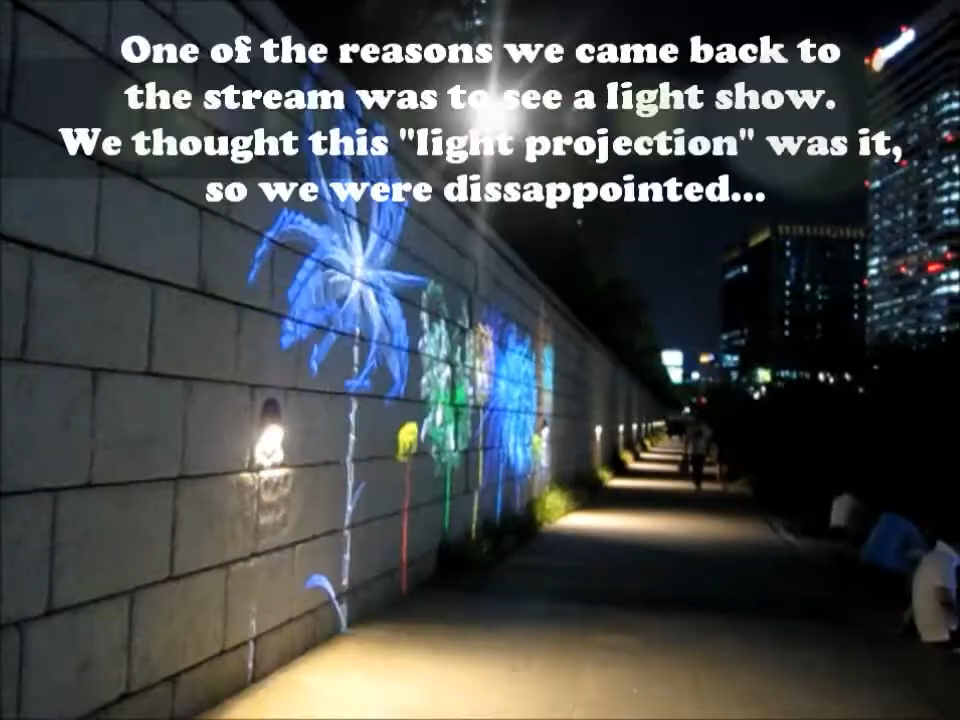 One of the reasons we came back to
the stream was to see a light show.
We thought this "light projection" was it,
so we were dissappointed...